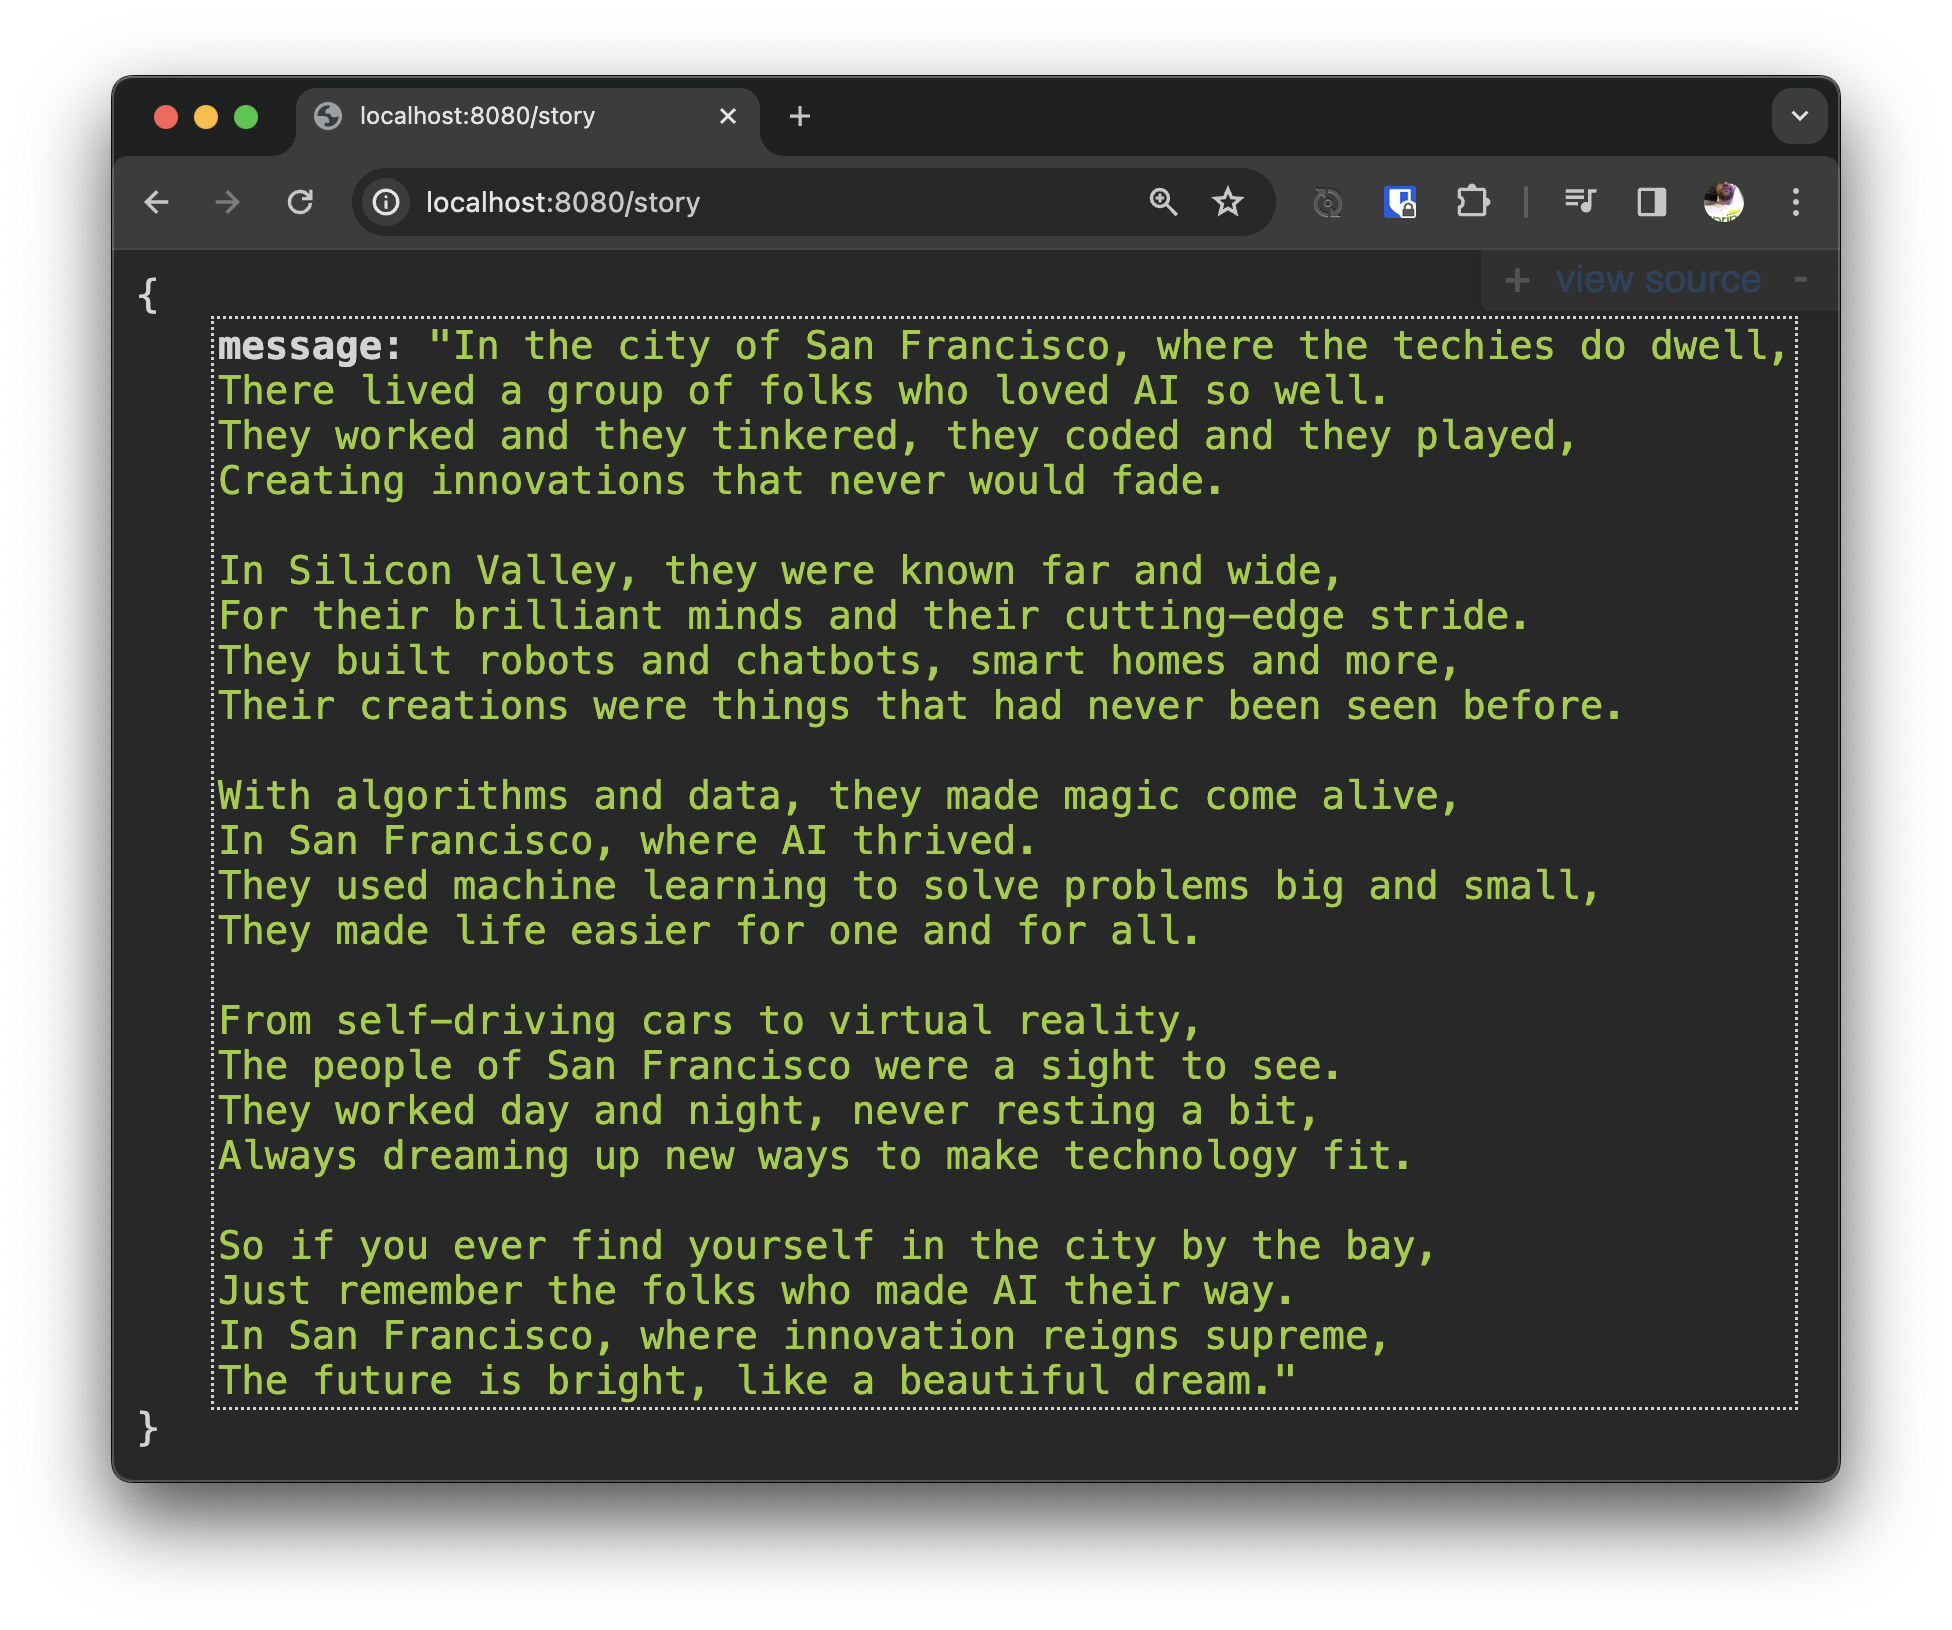 localhost:8080/story
localhost:8080/story
+ view source -
{
message: "In the city of San Francisco, where the techies do dwell,
There lived a group of folks who loved AI so well.
They worked and they tinkered, they coded and they played,
Creating innovations that never would fade.
In Silicon Valley, they were known far and wide,
For their brilliant minds and their cutting-edge stride.
They built robots and chatbots, smart homes and more,
Their creations were things that had never been seen before.
With algorithms and data, they made magic come alive,
In San Francisco, where AI thrived.
They used machine learning to solve problems big and small,
They made life easier for one and for all.
From self-driving cars to virtual reality,
The people of San Francisco were a sight to see.
They worked day and night, never resting a bit,
Always dreaming up new ways to make technology fit.
So if you ever find yourself in the city by the bay,
Just remember the folks who made AI their way.
In San Francisco, where innovation reigns supreme,
The future is bright, like a beautiful dream."
}